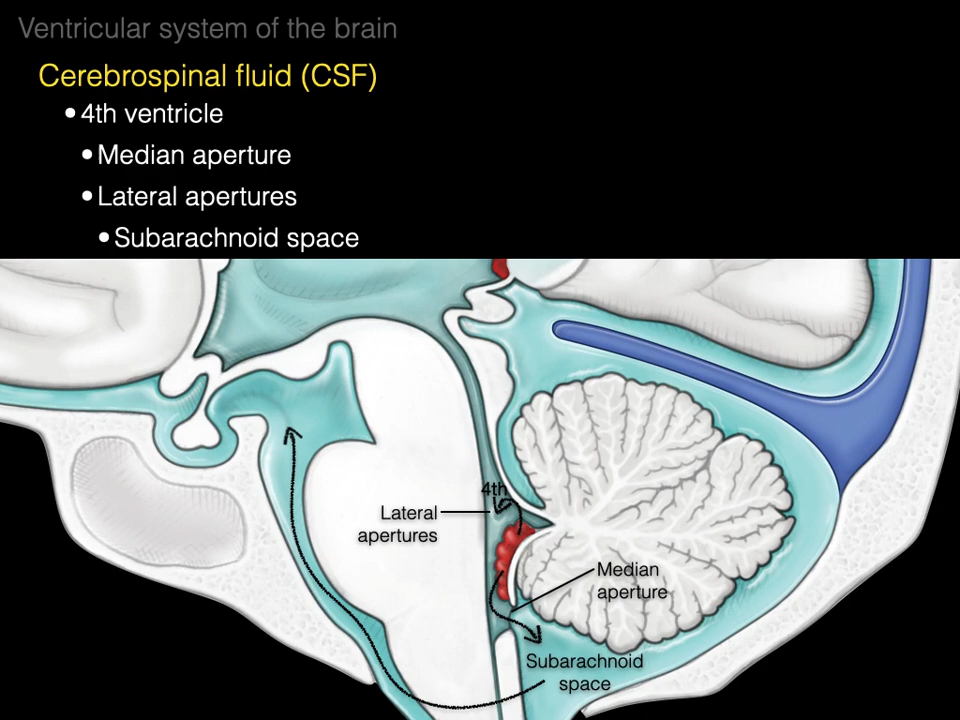 Ventricular system of the brain
Cerebrospinal fluid (CSF)
• 4th ventricle
• Median aperture
• Lateral apertures
• Subarachnoid space
4th
Lateral
apertures
Median
aperture
Subarachnoid
space